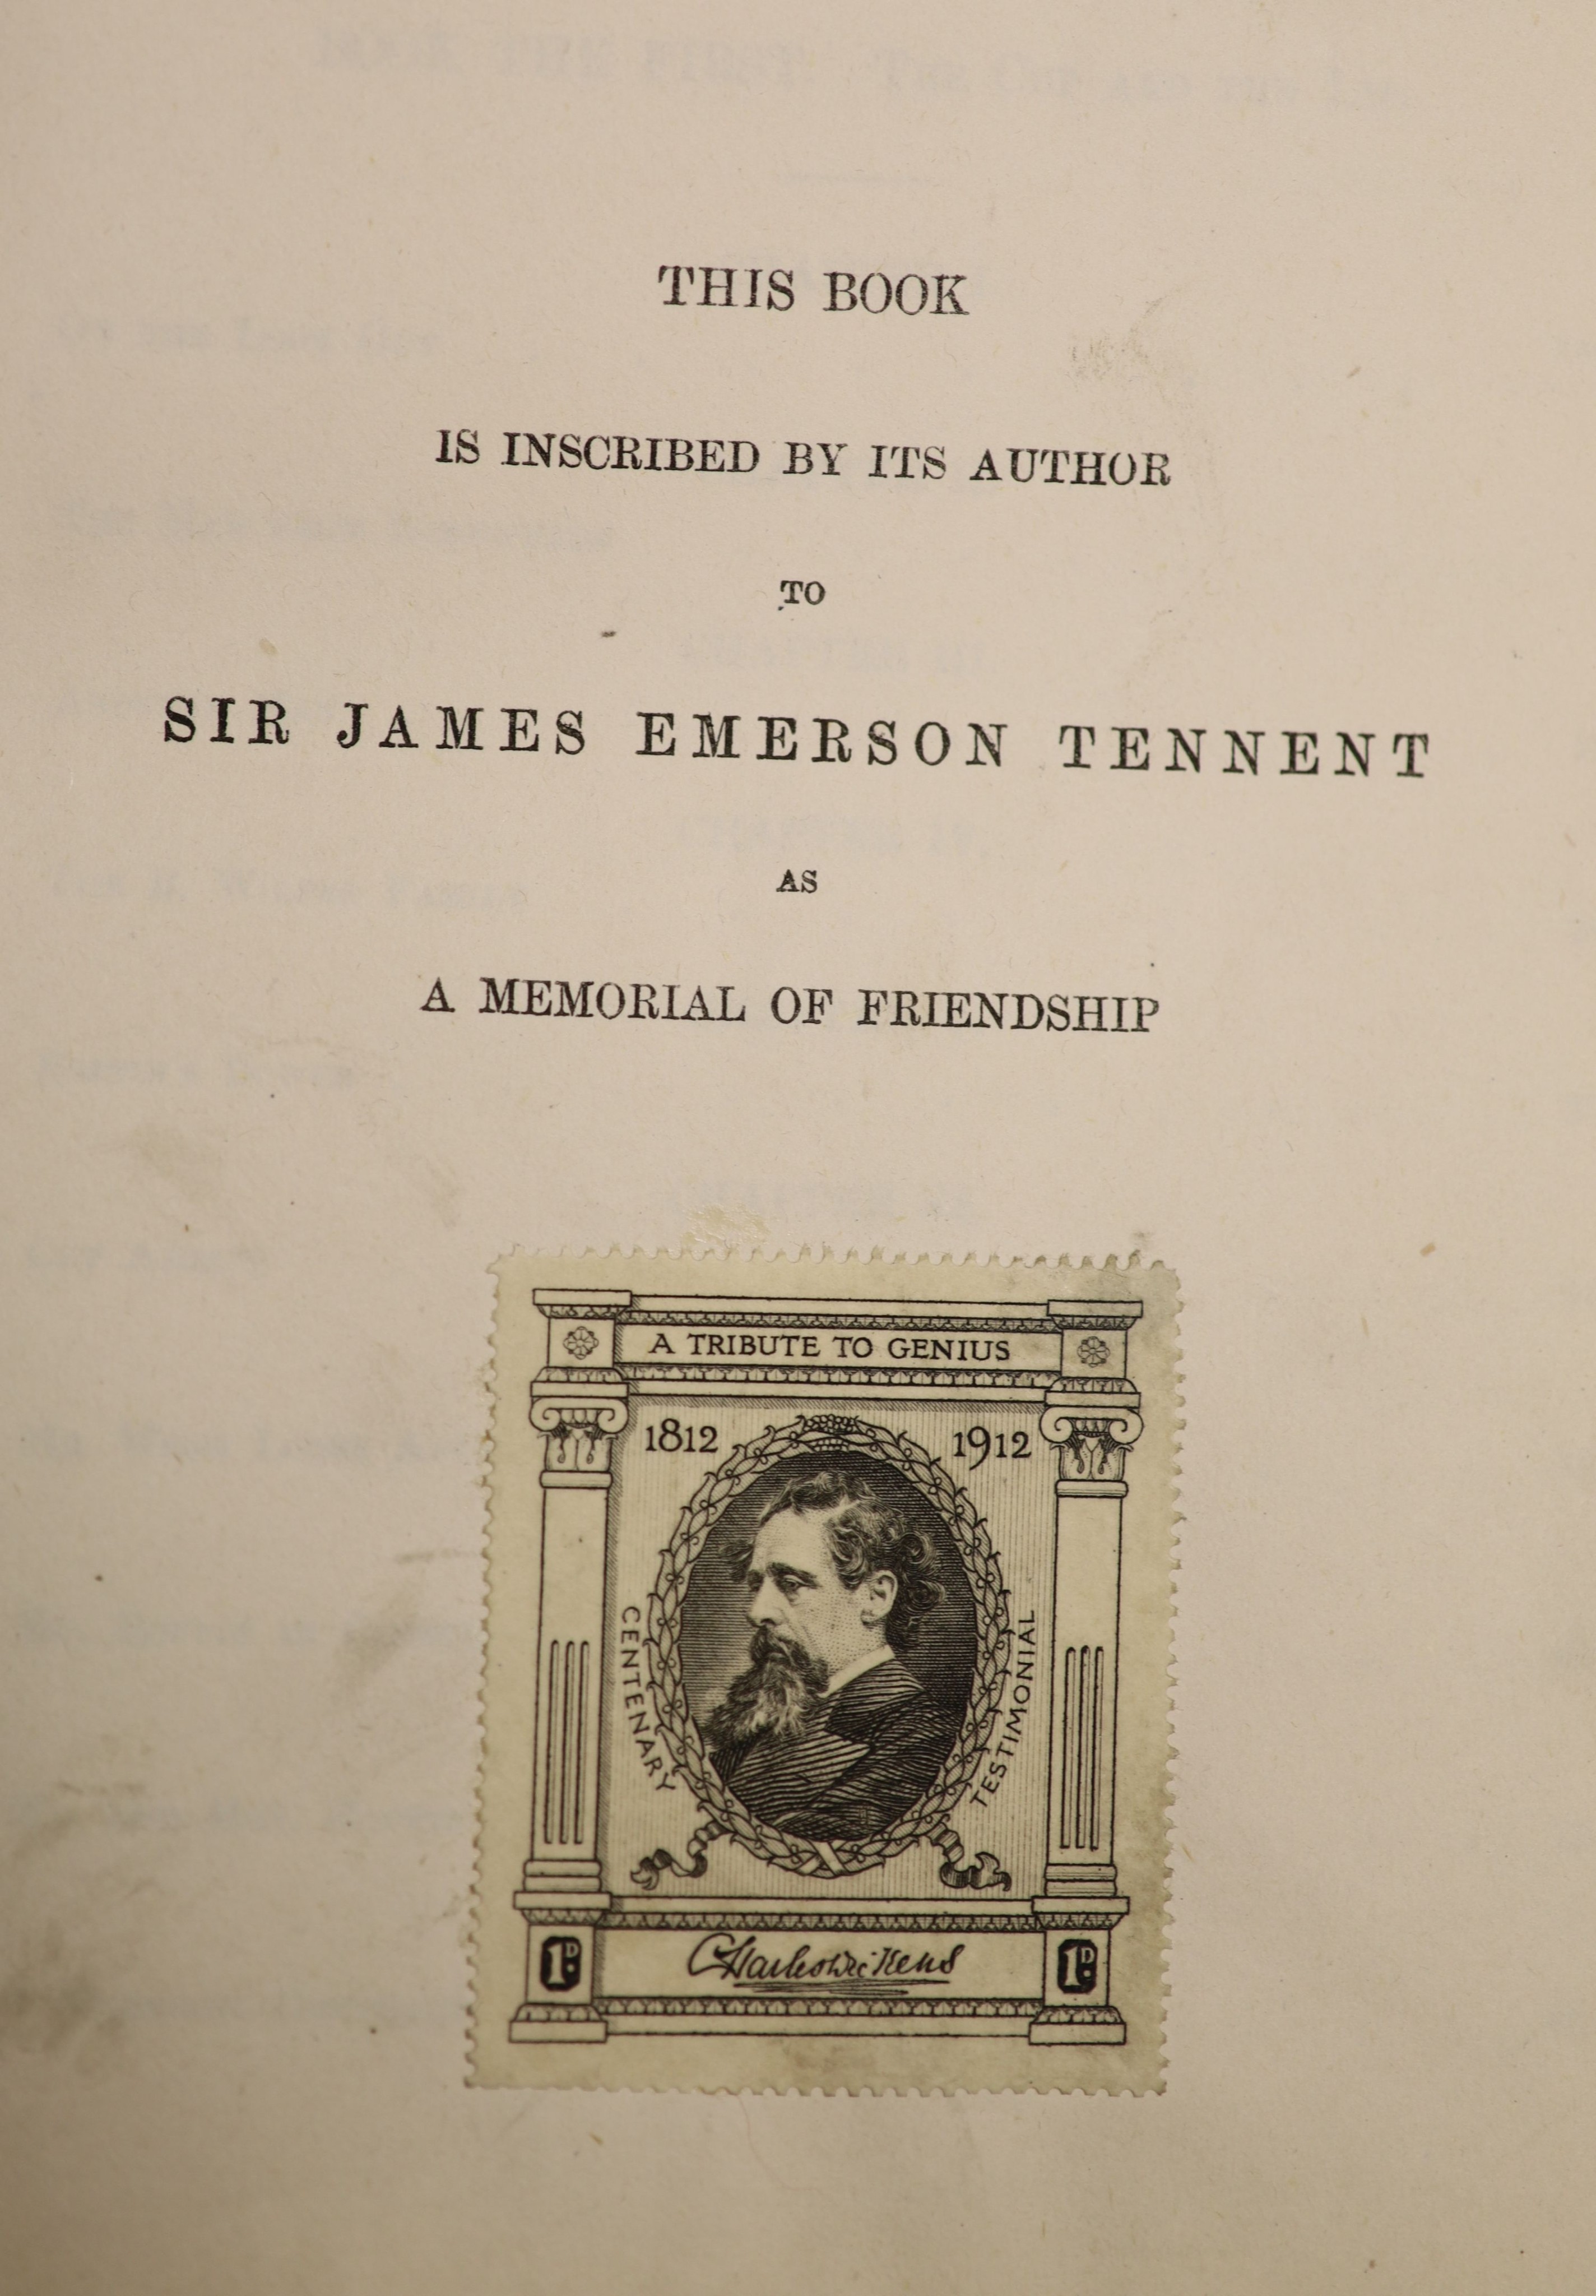 THIS BOOK
IS INSCRIBED BY ITS AUTHOR
TO
SIR JAMES EMERSON TENNENT
AS
A MEMORIAL OF FRIENDSHIP
A TRIBUTE TO GENIUS
1812 1912
CENTENARY
TESTIMONIAL
1D Charles Dickens 1D